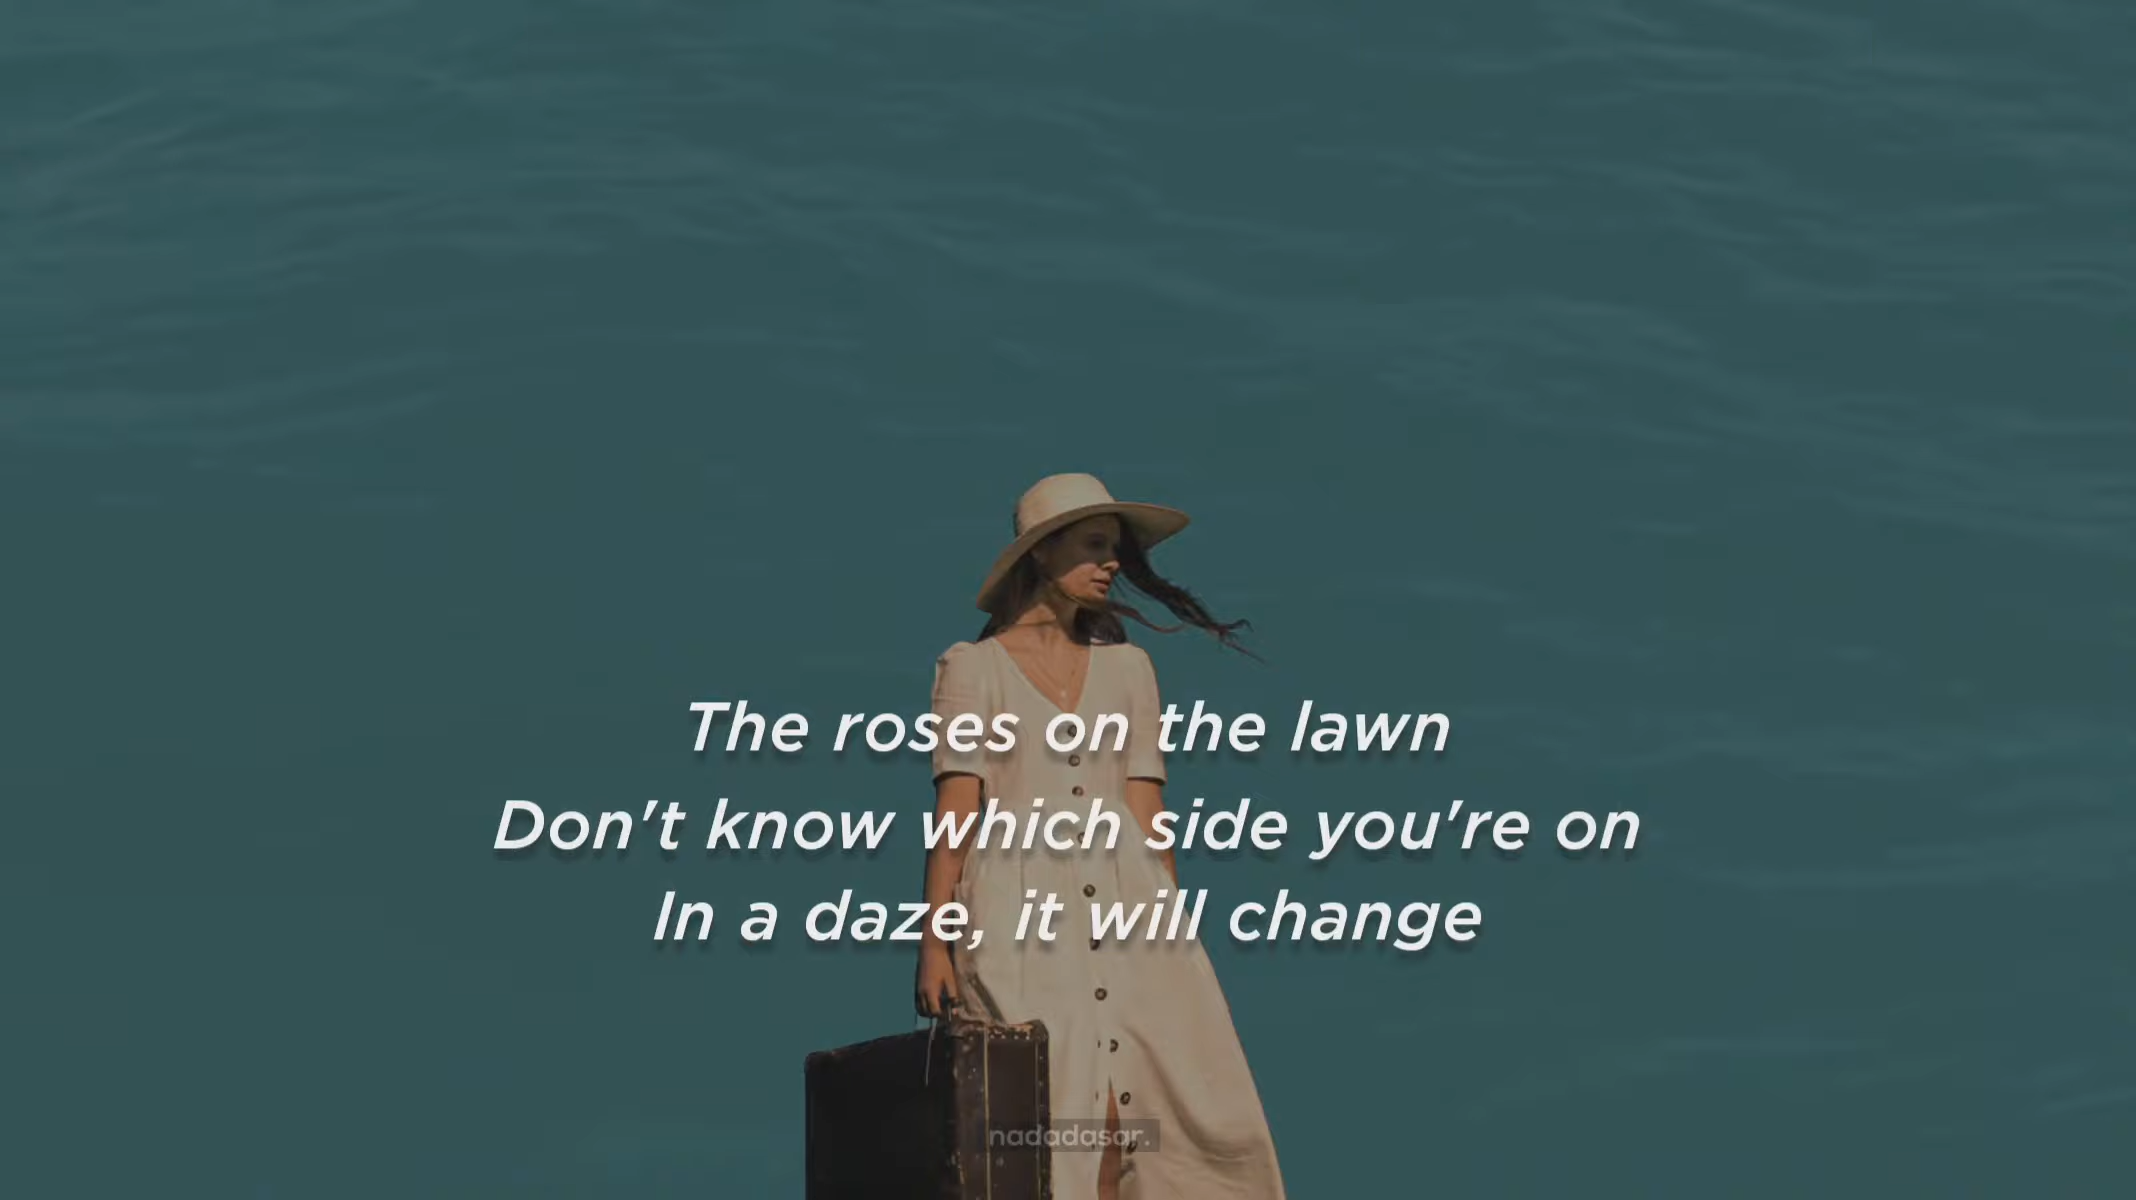 The roses on the lawn
Don't know which side you're on
In a daze, it will change
nadadasar.